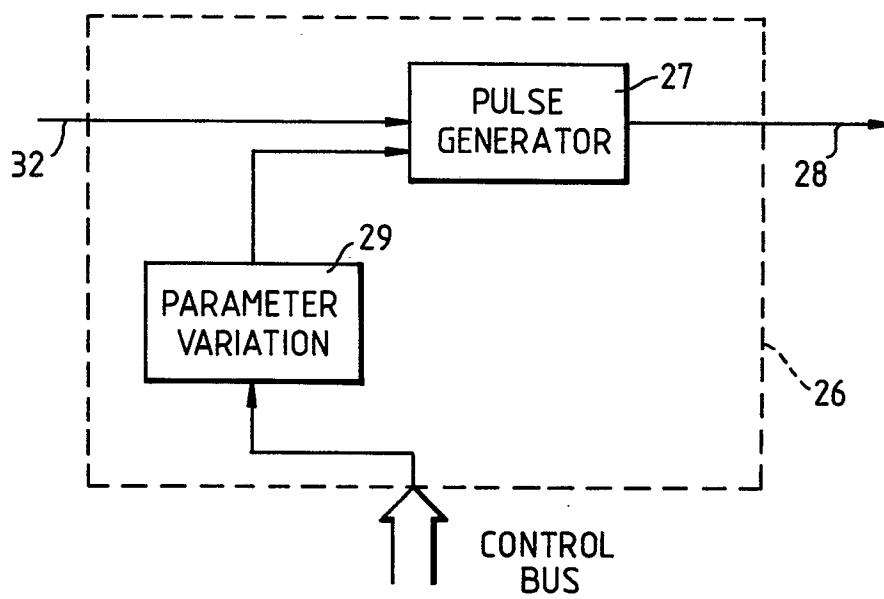 27
PULSE
GENERATOR
32
28
29
PARAMETER
VARIATION
26
CONTROL
BUS